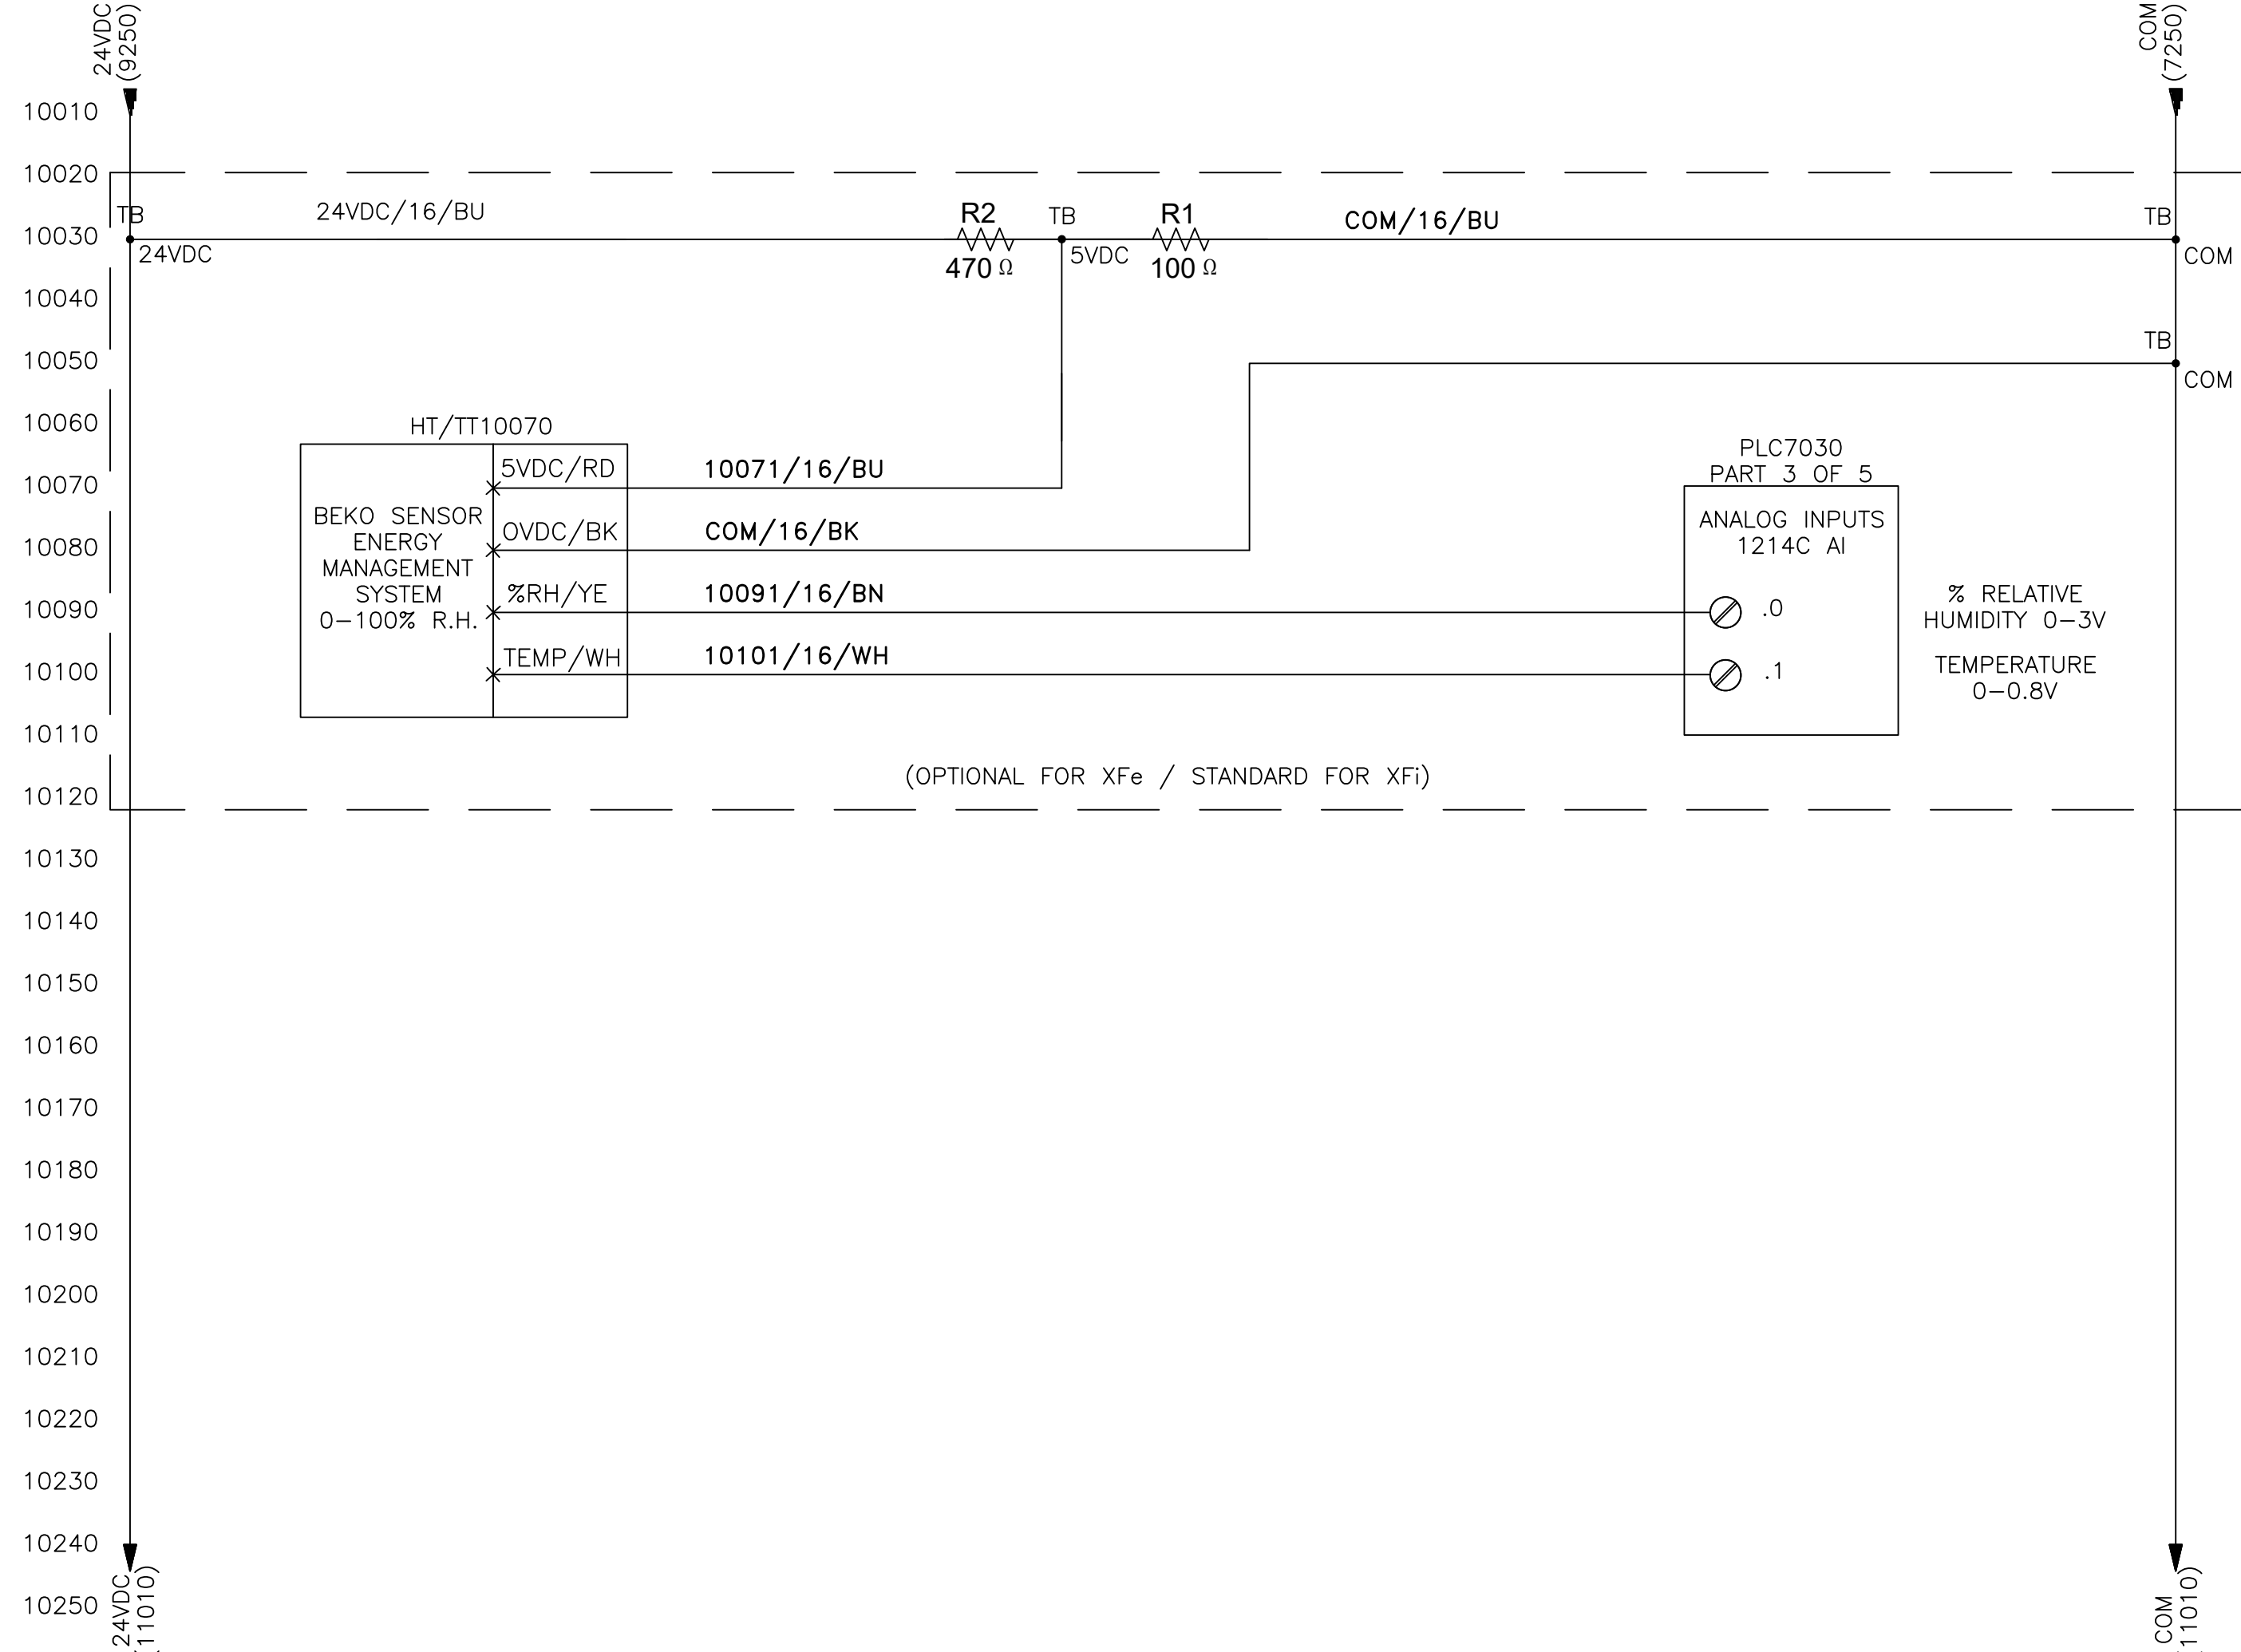 24VDC
(9250)
COM
(7250)
10010
10020
TB
24VDC/16/BU
R2
TB
R1
COM/16/BU
TB
10030
24VDC
470 Ω
5VDC
100 Ω
COM
10040
TB
10050
COM
10060
HT/TT10070
PLC7030
PART 3 OF 5
5VDC/RD
10071/16/BU
10070
BEKO SENSOR
ENERGY
MANAGEMENT
SYSTEM
0-100% R.H.
ANALOG INPUTS
1214C AI
0VDC/BK
COM/16/BK
10080
%RH/YE
10091/16/BN
.0
% RELATIVE
HUMIDITY 0-3V
10090
TEMP/WH
10101/16/WH
.1
TEMPERATURE
0-0.8V
10100
10110
(OPTIONAL FOR XFe / STANDARD FOR XFi)
10120
10130
10140
10150
10160
10170
10180
10190
10200
10210
10220
10230
10240
10250
24VDC
(11010)
COM
(11010)